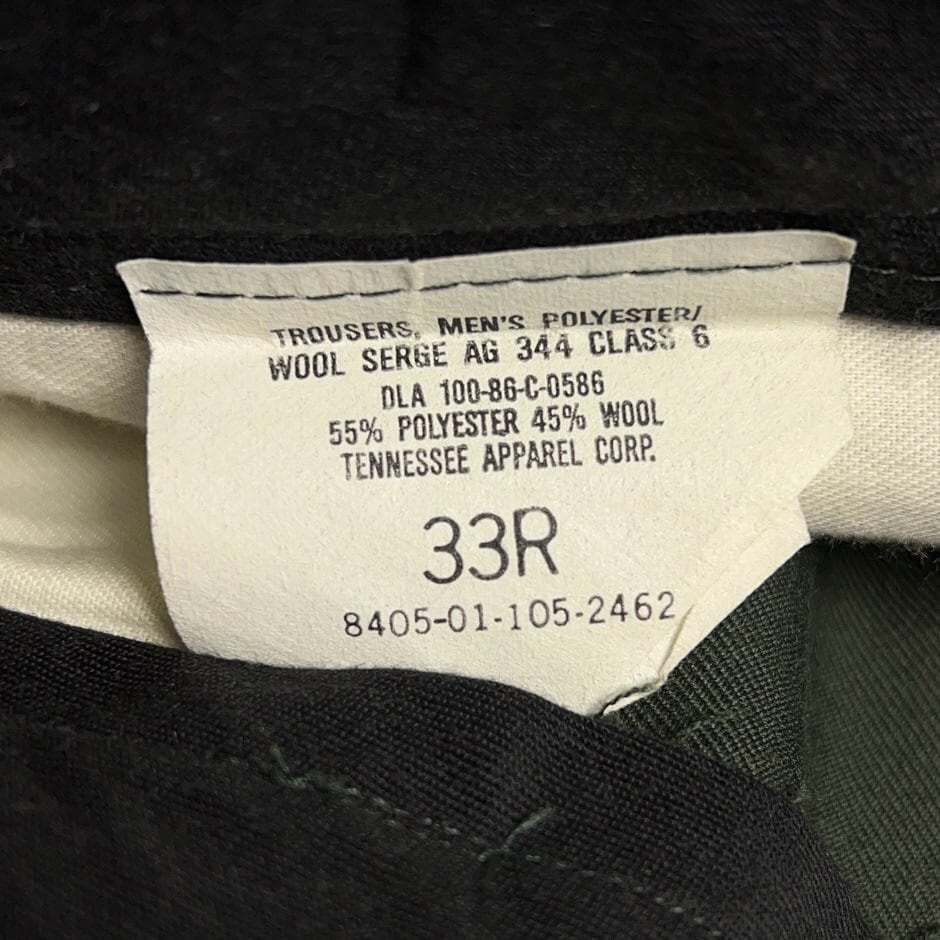 TROUSERS, MEN'S POLYESTER/
WOOL SERGE AG 344 CLASS 6
DLA 100-86-C-0586
55% POLYESTER 45% WOOL
TENNESSEE APPAREL CORP.
33R
8405-01-105-2462